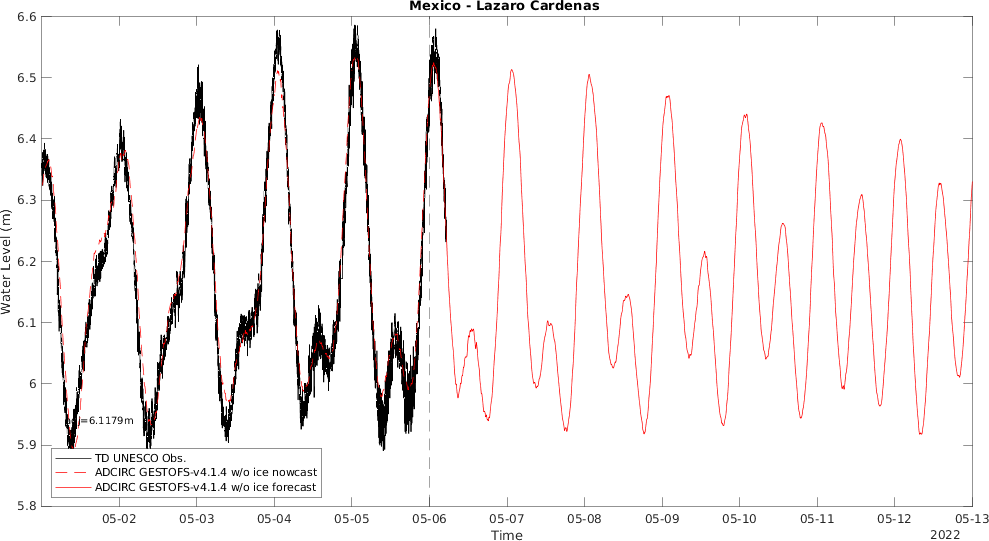 Mexico - Lazaro Cardenas
6.6
6.5
6.4
6.3
6.2
6.1
6
5.9
5.8
Water Level (m)
=6.1179m
TD UNESCO Obs.
ADCIRC GESTOFS-v4.1.4 w/o ice nowcast
ADCIRC GESTOFS-v4.1.4 w/o ice forecast
05-02 05-03 05-04 05-05 05-06 05-07 05-08 05-09 05-10 05-11 05-12 05-13
Time
2022